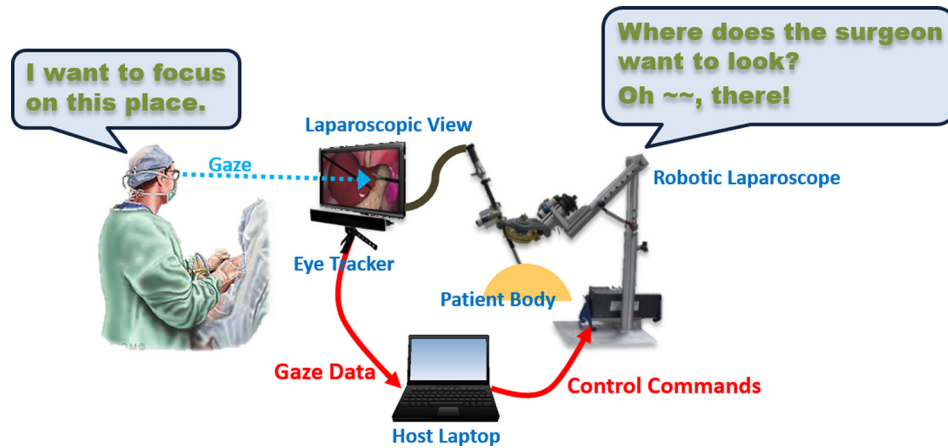 Where does the surgeon
want to look?
Oh ~~, there!
I want to focus
on this place.
Laparoscopic View
Gaze
Robotic Laparoscope
Eye Tracker
Patient Body
Gaze Data
Control Commands
Host Laptop